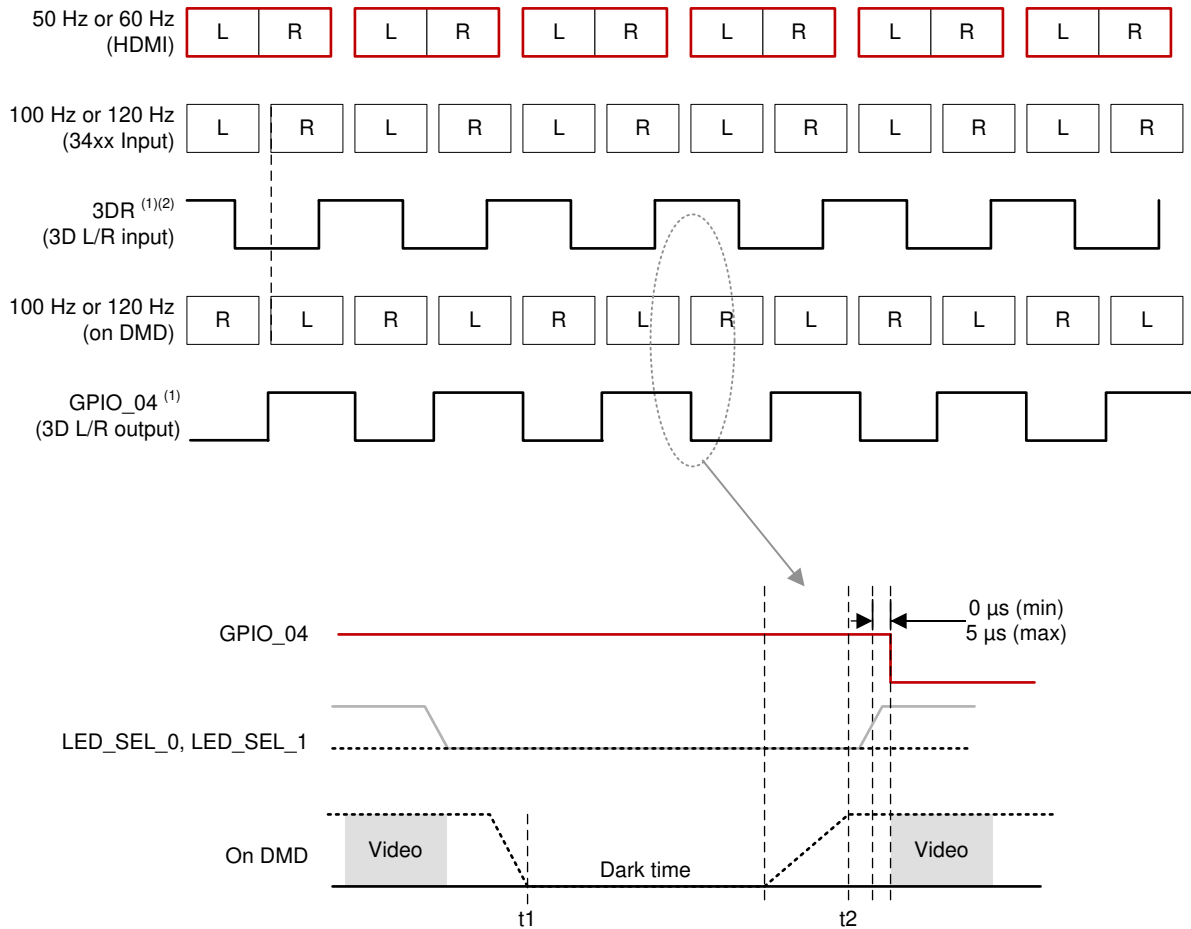 50 Hz or 60 Hz
(HDMI)
L R L R L R L R L R L R
100 Hz or 120 Hz
(34xx Input)
L R L R L R L R L R L R
3DR (1)(2)
(3D L/R input)
100 Hz or 120 Hz
(on DMD)
R L R L R L R L R L R L
GPIO_04 (1)
(3D L/R output)
0 µs (min)
5 µs (max)
GPIO_04
LED_SEL_0, LED_SEL_1
On DMD
Video
Dark time
Video
t1
t2